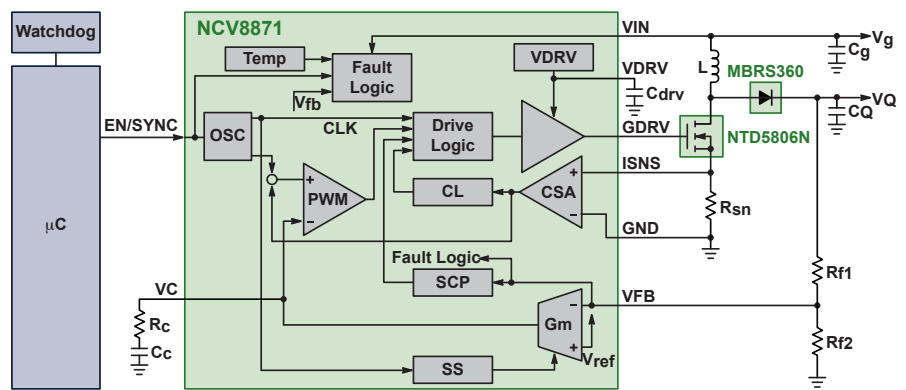 NCV8871
VIN
Vg
Watchdog
Temp
Fault
Logic
VDRV
Cg
L
MBRS360
VDRV
Cdrv
Vfb
VQ
EN/SYNC
OSC
CLK
Drive
Logic
GDRV
CQ
NTD5806N
ISNS
+
PWM
−
CL
+
CSA
−
Rsn
µC
GND
Fault Logic
SCP
Rf1
VC
VFB
Rc
Gm
−
+
Vref
Rf2
Cc
SS